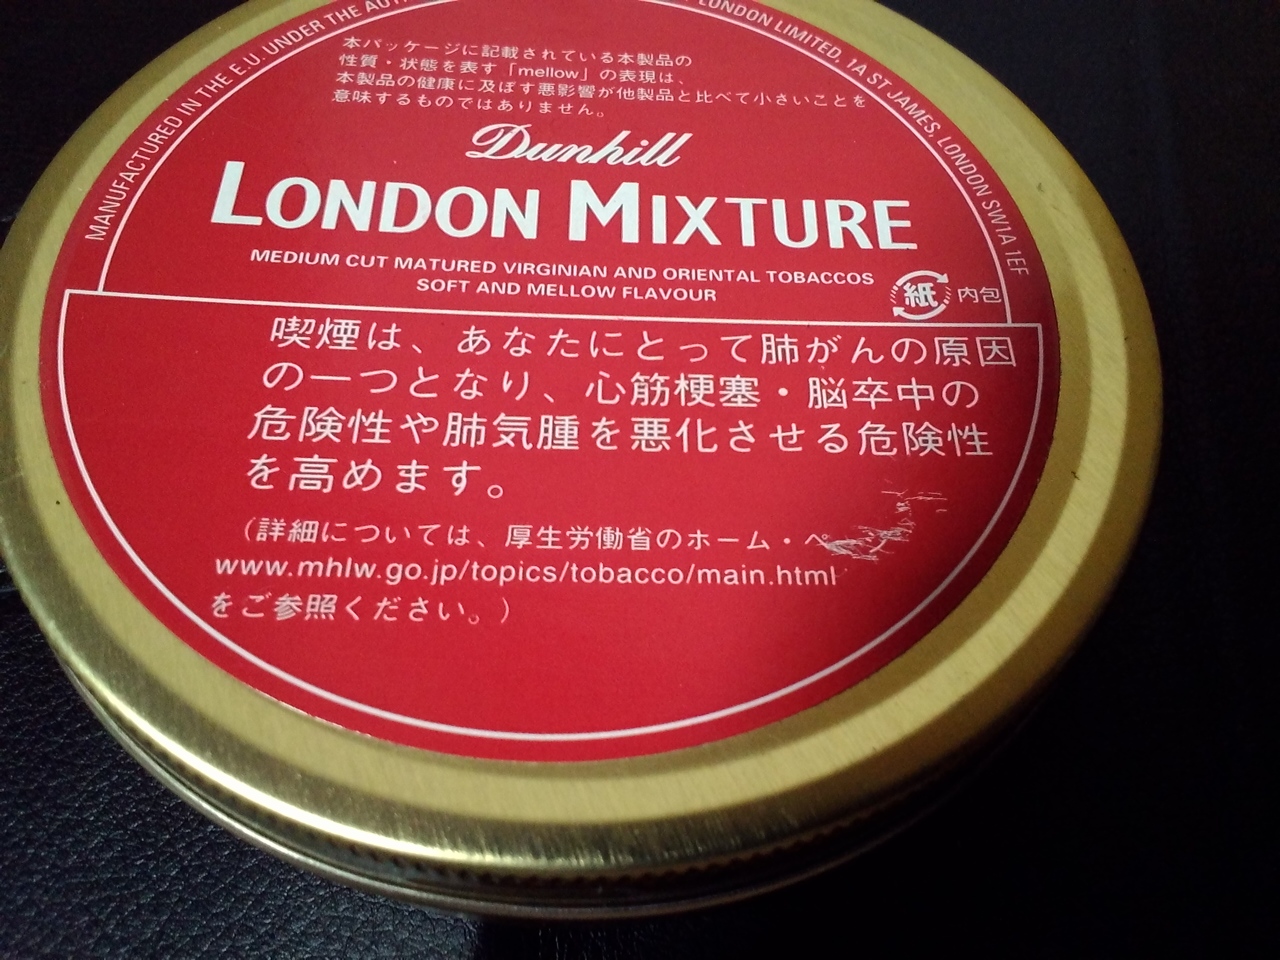 MANUFACTURED IN THE E.U. UNDER THE
LONDON LIMITED, 1A ST JAMES, LONDON SW1A 1EF
本パッケージに記載されている本製品の
性質・状態を表す「mellow」の表現は、
本製品の健康に及ぼす悪影響が他製品と比べて小さいことを
意味するものではありません。
Dunhill
LONDON MIXTURE
MEDIUM CUT MATURED VIRGINIAN AND ORIENTAL TOBACCOS
SOFT AND MELLOW FLAVOUR
紙 内包
喫煙は、あなたにとって肺がんの原因
の一つとなり、心筋梗塞・脳卒中の
危険性や肺気腫を悪化させる危険性
を高めます。
（詳細については、厚生労働省のホーム・ペ
www.mhlw.go.jp/topics/tobacco/main.html
をご参照ください。）